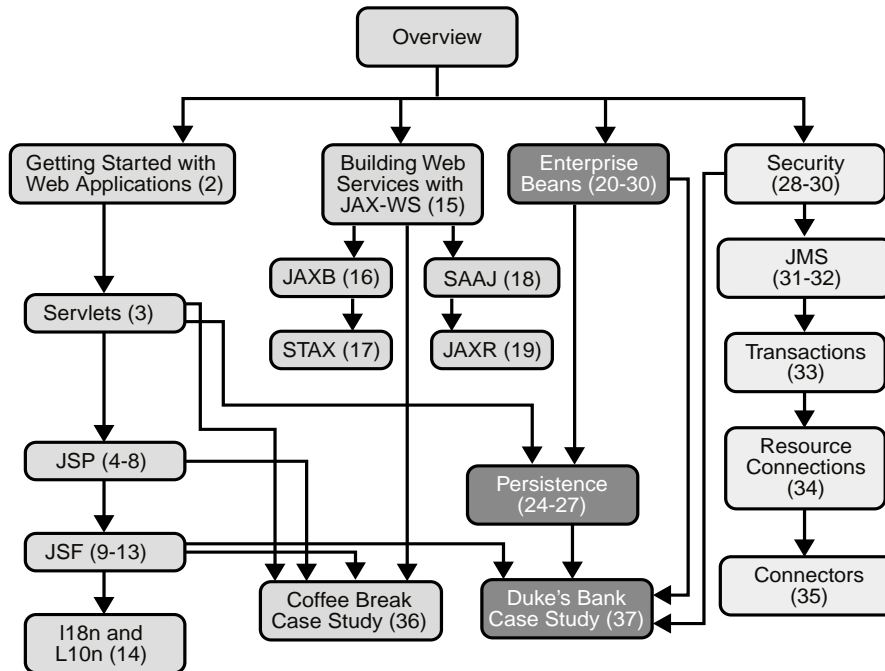 Overview
Getting Started with
Web Applications (2)
Building Web
Services with
JAX-WS (15)
Enterprise
Beans (20-30)
Security
(28-30)
JAXB (16)
SAAJ (18)
JMS
(31-32)
Servlets (3)
STAX (17)
JAXR (19)
Transactions
(33)
JSP (4-8)
Persistence
(24-27)
Resource
Connections
(34)
JSF (9-13)
Coffee Break
Case Study (36)
Duke's Bank
Case Study (37)
Connectors
(35)
I18n and
L10n (14)